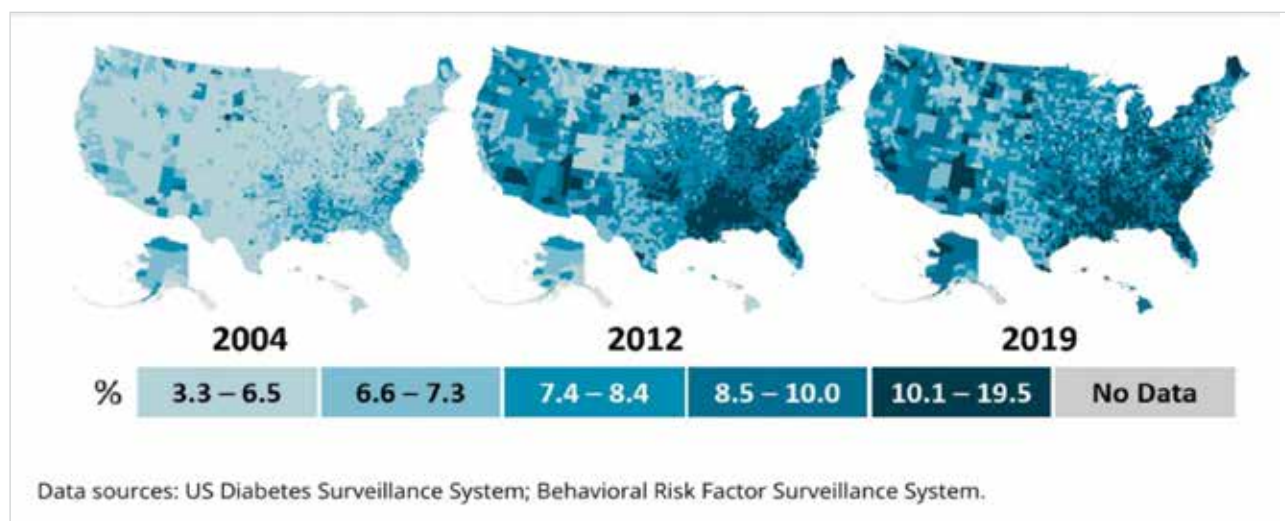 2004 2012 2019
% 3.3 – 6.5 6.6 – 7.3 7.4 – 8.4 8.5 – 10.0 10.1 – 19.5 No Data
Data sources: US Diabetes Surveillance System; Behavioral Risk Factor Surveillance System.